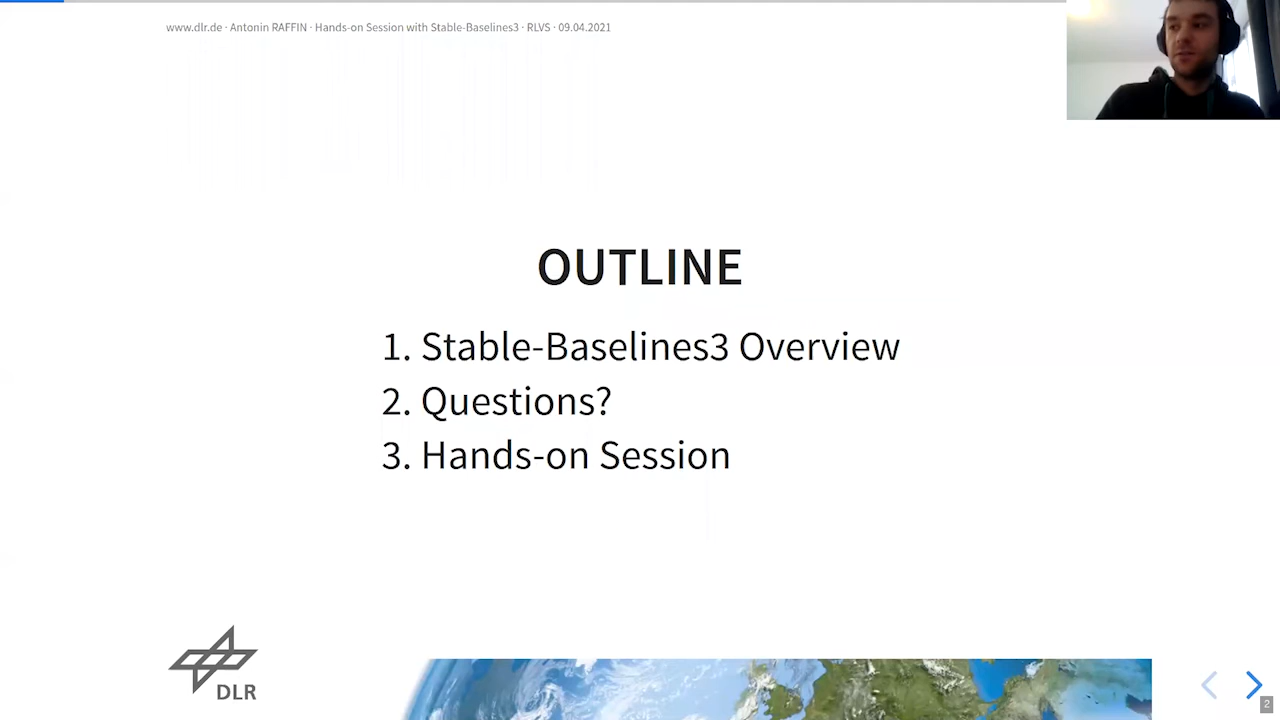 www.dlr.de · Antonin RAFFIN · Hands-on Session with Stable-Baselines3 · RLVS · 09.04.2021
OUTLINE
1. Stable-Baselines3 Overview
2. Questions?
3. Hands-on Session
DLR
2